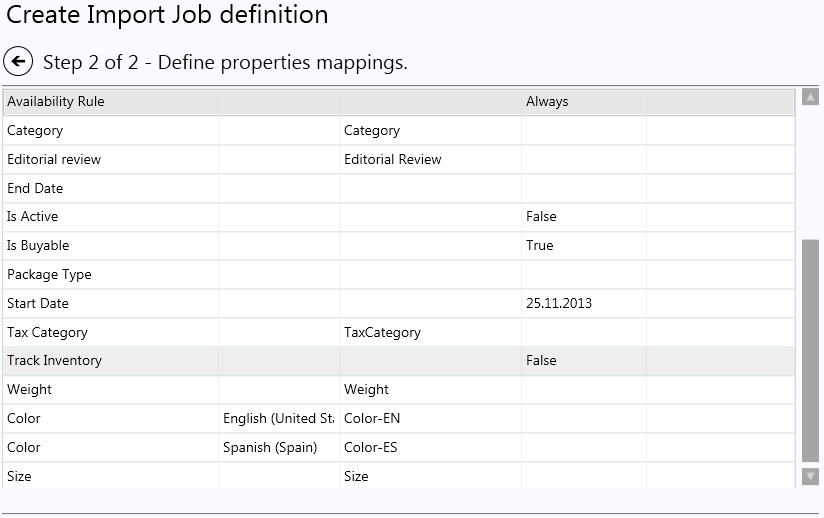 Create Import Job definition
Step 2 of 2 - Define properties mappings.
Availability Rule Always
Category Category
Editorial review Editorial Review
End Date
Is Active False
Is Buyable True
Package Type
Start Date 25.11.2013
Tax Category TaxCategory
Track Inventory False
Weight Weight
Color English (United Sta Color-EN
Color Spanish (Spain) Color-ES
Size Size